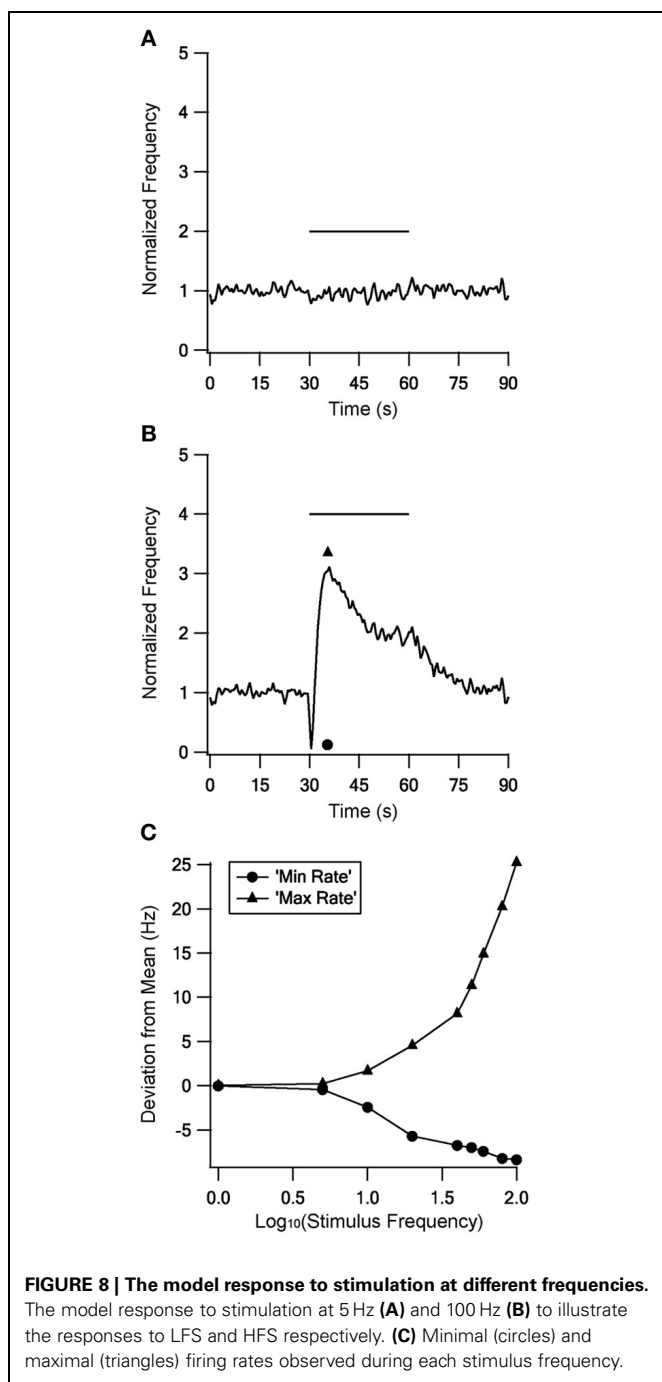 A
5
4
3
2
1
0
Normalized Frequency
0 15 30 45 60 75 90
Time (s)
B
5
4
3
2
1
0
Normalized Frequency
0 15 30 45 60 75 90
Time (s)
C
25
20
15
10
5
0
-5
Deviation from Mean (Hz)
'Min Rate'
'Max Rate'
0.0 0.5 1.0 1.5 2.0
Log₁₀(Stimulus Frequency)
FIGURE 8 | The model response to stimulation at different frequencies.
The model response to stimulation at 5 Hz (A) and 100 Hz (B) to illustrate
the responses to LFS and HFS respectively. (C) Minimal (circles) and
maximal (triangles) firing rates observed during each stimulus frequency.